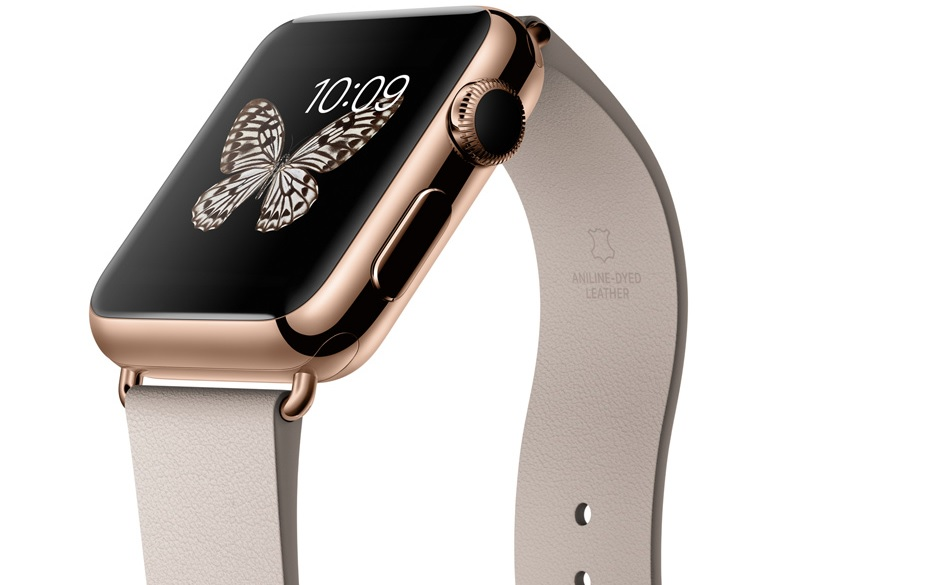 10:09
ANILINE-DYED
LEATHER